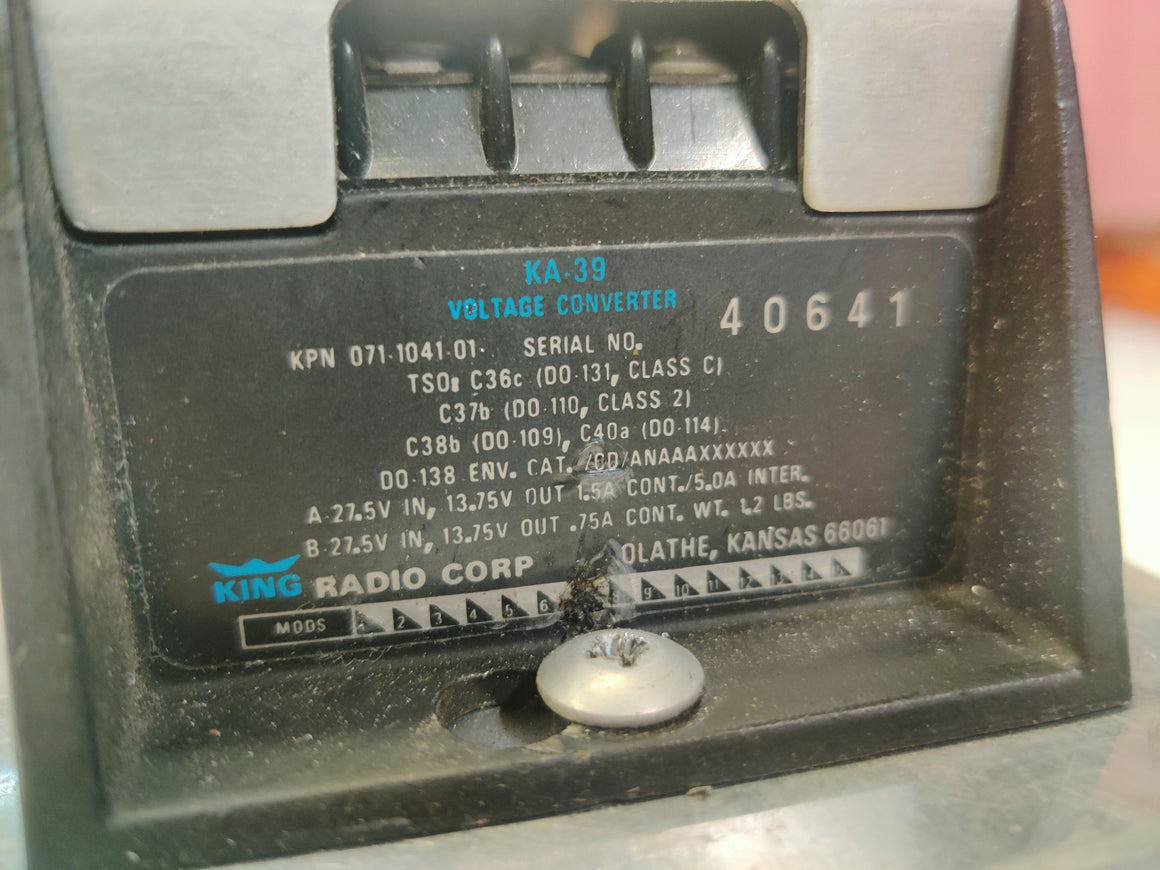 KA-39
VOLTAGE CONVERTER
KPN 071-1041-01- SERIAL NO. 40641
TSO: C36c (DO-131, CLASS C)
C37b (DO-110, CLASS 2)
C38b (DO-109), C40a (DO-114).
DO-138 ENV. CAT. /CD/ANAAAXXXXXX
A-27.5V IN, 13.75V OUT 1.5A CONT./5.0A INTER.
B-27.5V IN, 13.75V OUT .75A CONT. WT. 1.2 LBS.
KING RADIO CORP OLATHE, KANSAS 66061
MODS 1 2 3 4 5 6 8 9 10 11 12 13 14 15